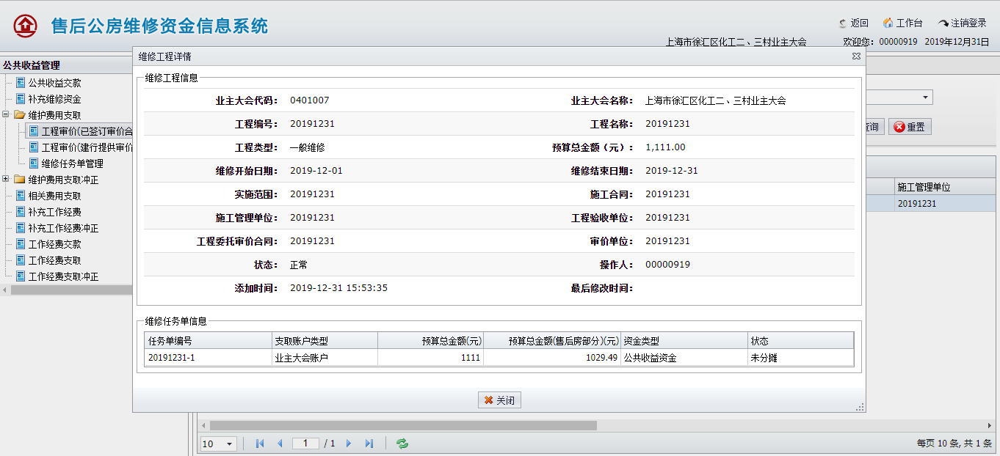 售后公房维修资金信息系统
返回 工作台 注销登录
上海市徐汇区化工二、三村业主大会 欢迎您：00000919 2019年12月31日
公共收益管理
公共收益交款
补充维修资金
维护费用支取
工程审价(已签订审价合
工程审价(建行提供审价
维修任务单管理
维护费用支取冲正
相关费用支取
补充工作经费
补充工作经费冲正
工作经费交款
工作经费支取
工作经费支取冲正
维修工程详情
维修工程信息
业主大会代码： 0401007 业主大会名称： 上海市徐汇区化工二、三村业主大会
工程编号： 20191231 工程名称： 20191231
工程类型： 一般维修 预算总金额（元）： 1,111.00
维修开始日期： 2019-12-01 维修结束日期： 2019-12-31
实施范围： 20191231 施工合同： 20191231
施工管理单位： 20191231 工程验收单位： 20191231
工程委托审价合同： 20191231 审价单位： 20191231
状态： 正常 操作人： 00000919
添加时间： 2019-12-31 15:53:35 最后修改时间：
维修任务单信息
任务单编号 支取账户类型 预算总金额(元) 预算总金额(售后房部分)(元) 资金类型 状态
20191231-1 业主大会账户 1111 1029.49 公共收益资金 未分摊
关闭
查询 重置
施工管理单位
20191231
10 1 / 1 每页 10 条, 共 1 条